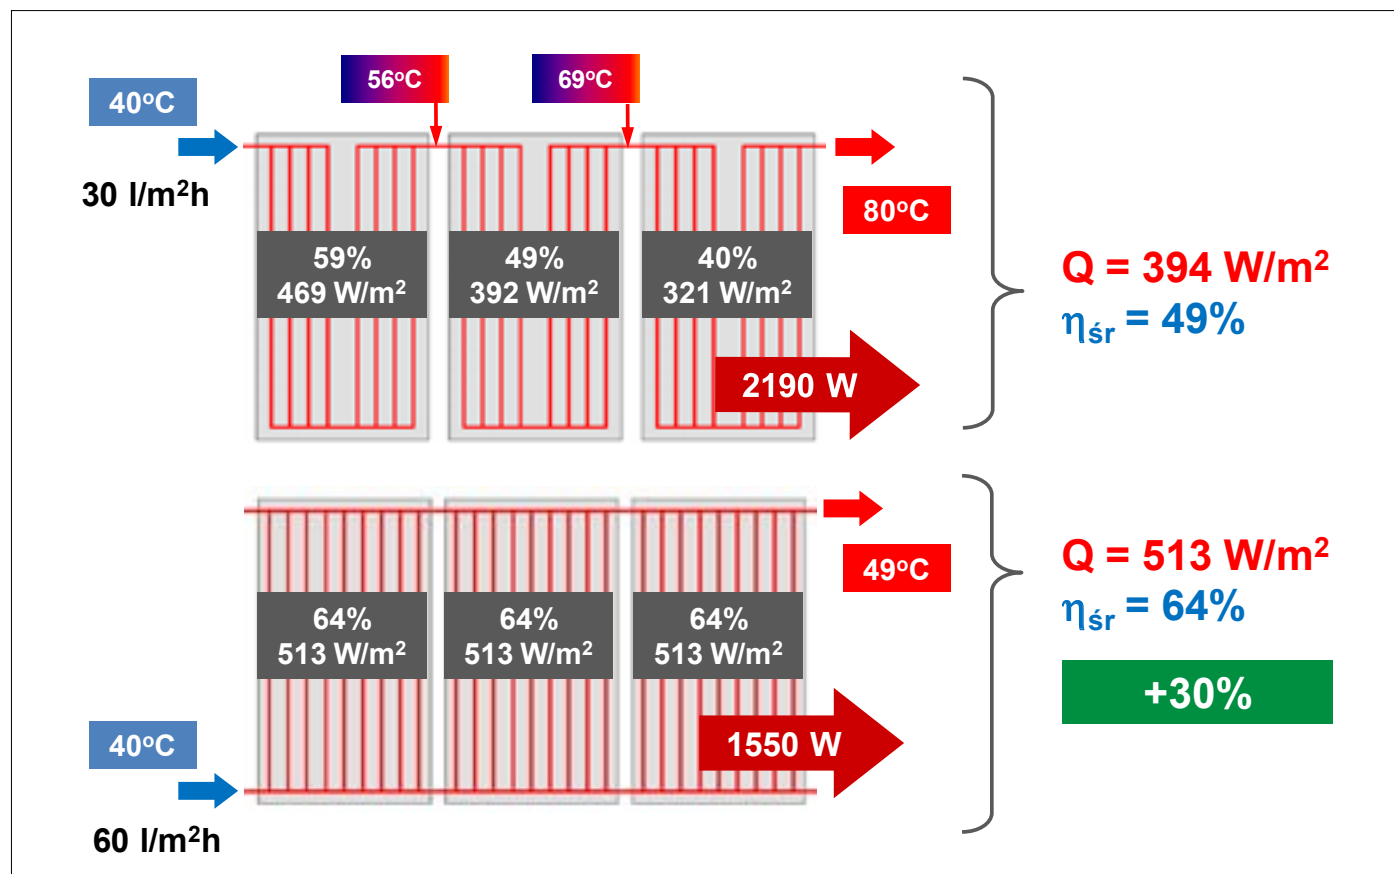 56°C
69°C
40°C
30 l/m²h
80°C
59%
469 W/m²
49%
392 W/m²
40%
321 W/m²
2190 W
Q = 394 W/m²
ηśr = 49%
49°C
64%
513 W/m²
64%
513 W/m²
64%
513 W/m²
1550 W
40°C
60 l/m²h
Q = 513 W/m²
ηśr = 64%
+30%